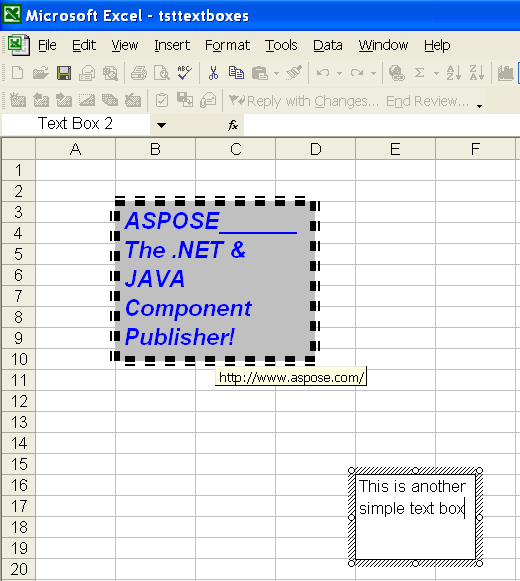 Microsoft Excel - tsttextboxes
File Edit View Insert Format Tools Data Window Help
Reply with Changes... End Review...
Text Box 2 fx
A B C D E F
1
2
3
4
5
6
7
8
9
10
11
12
13
14
15
16
17
18
19
20
ASPOSE______
The .NET &
JAVA
Component
Publisher!
http://www.aspose.com/
This is another
simple text box